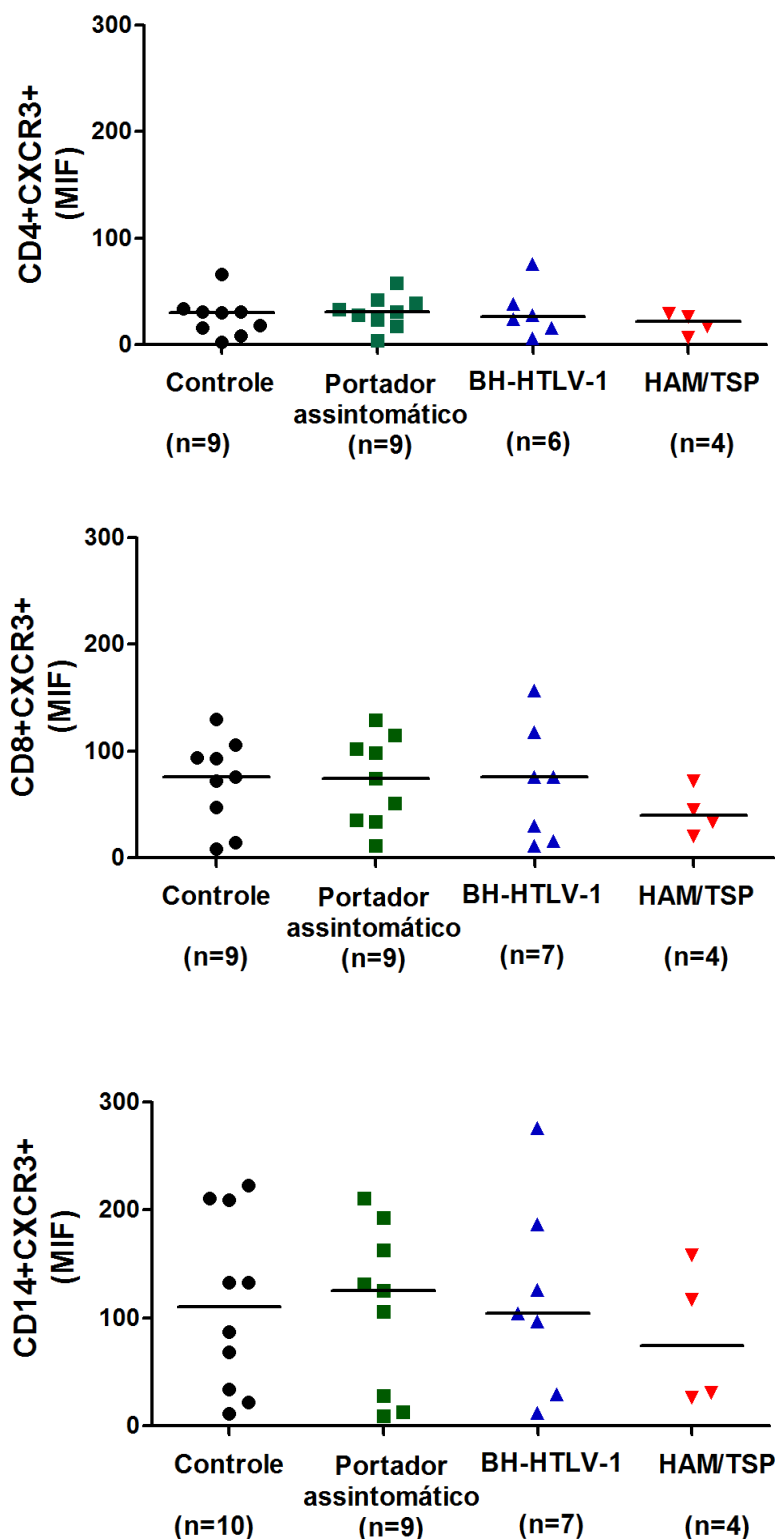 CD4+CXCR3+
(MIF)
300
200
100
0
Controle
Portador
assintomático
BH-HTLV-1
HAM/TSP
(n=9)
(n=9)
(n=6)
(n=4)
CD8+CXCR3+
(MIF)
300
200
100
0
Controle
Portador
assintomático
BH-HTLV-1
HAM/TSP
(n=9)
(n=9)
(n=7)
(n=4)
CD14+CXCR3+
(MIF)
300
200
100
0
Controle
Portador
assintomático
BH-HTLV-1
HAM/TSP
(n=10)
(n=9)
(n=7)
(n=4)